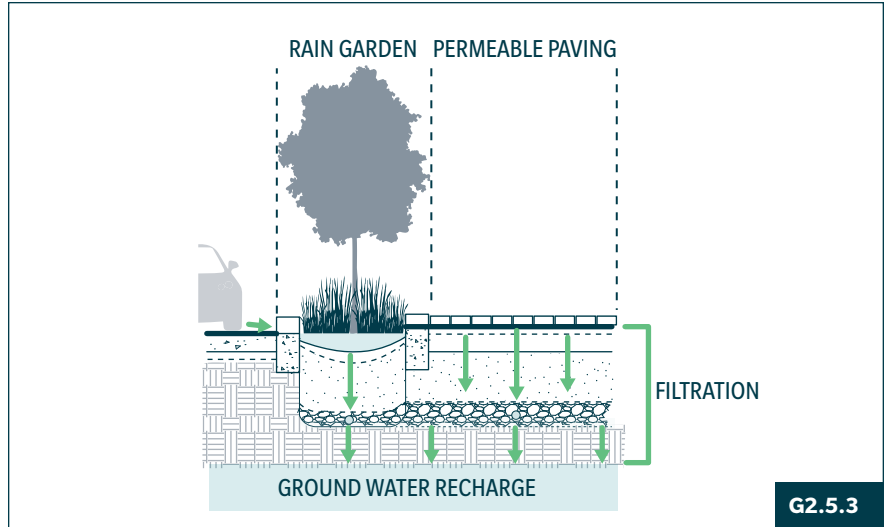 RAIN GARDEN PERMEABLE PAVING
FILTRATION
GROUND WATER RECHARGE
G2.5.3